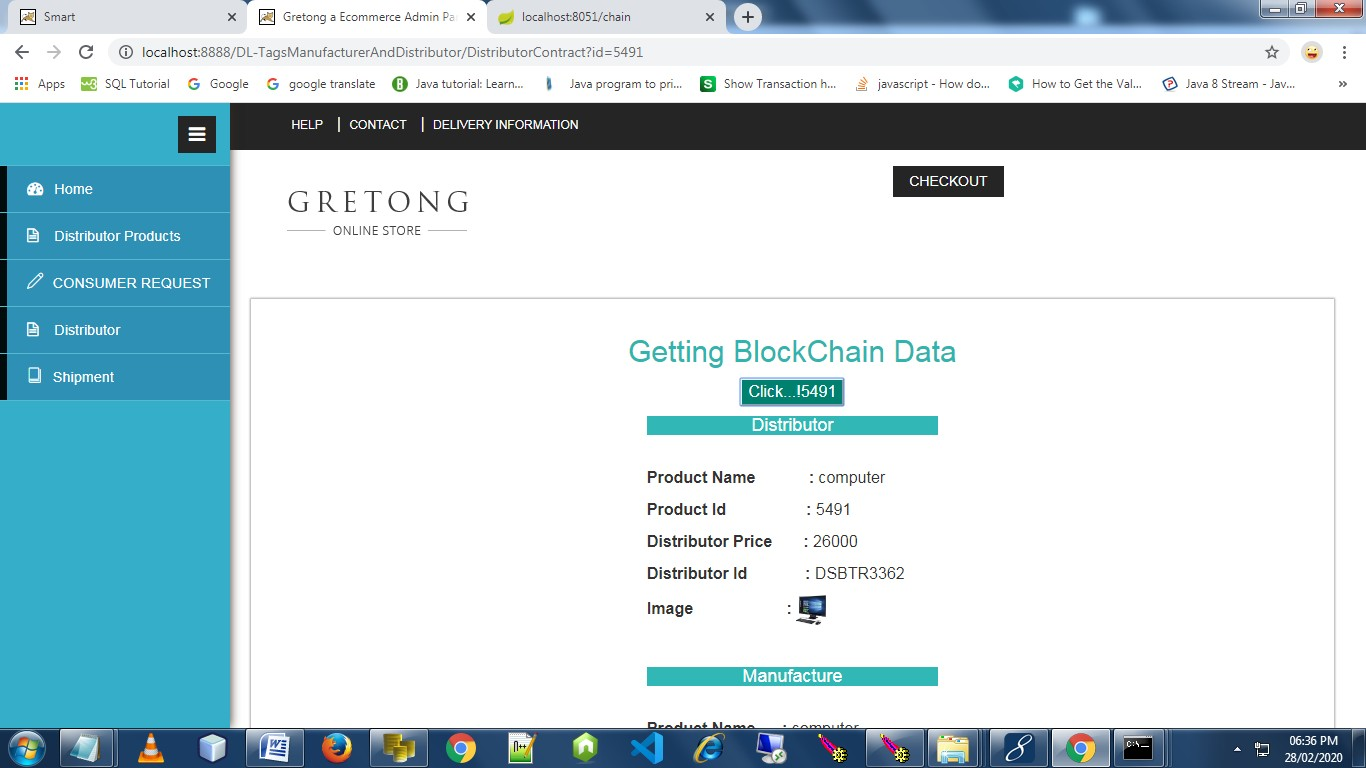 Smart
Gretong a Ecommerce Admin Pa
localhost:8051/chain
localhost:8888/DL-TagsManufacturerAndDistributor/DistributorContract?id=5491
Apps SQL Tutorial Google google translate Java tutorial: Learn... Java program to pri... Show Transaction h... javascript - How do... How to Get the Val... Java 8 Stream - Jav... »
HELP | CONTACT | DELIVERY INFORMATION
Home
Distributor Products
CONSUMER REQUEST
Distributor
Shipment
GRETONG
ONLINE STORE
CHECKOUT
Getting BlockChain Data
Click...!5491
Distributor
Product Name : computer
Product Id : 5491
Distributor Price : 26000
Distributor Id : DSBTR3362
Image :
Manufacture
Product Name : computer
06:36 PM
28/02/2020